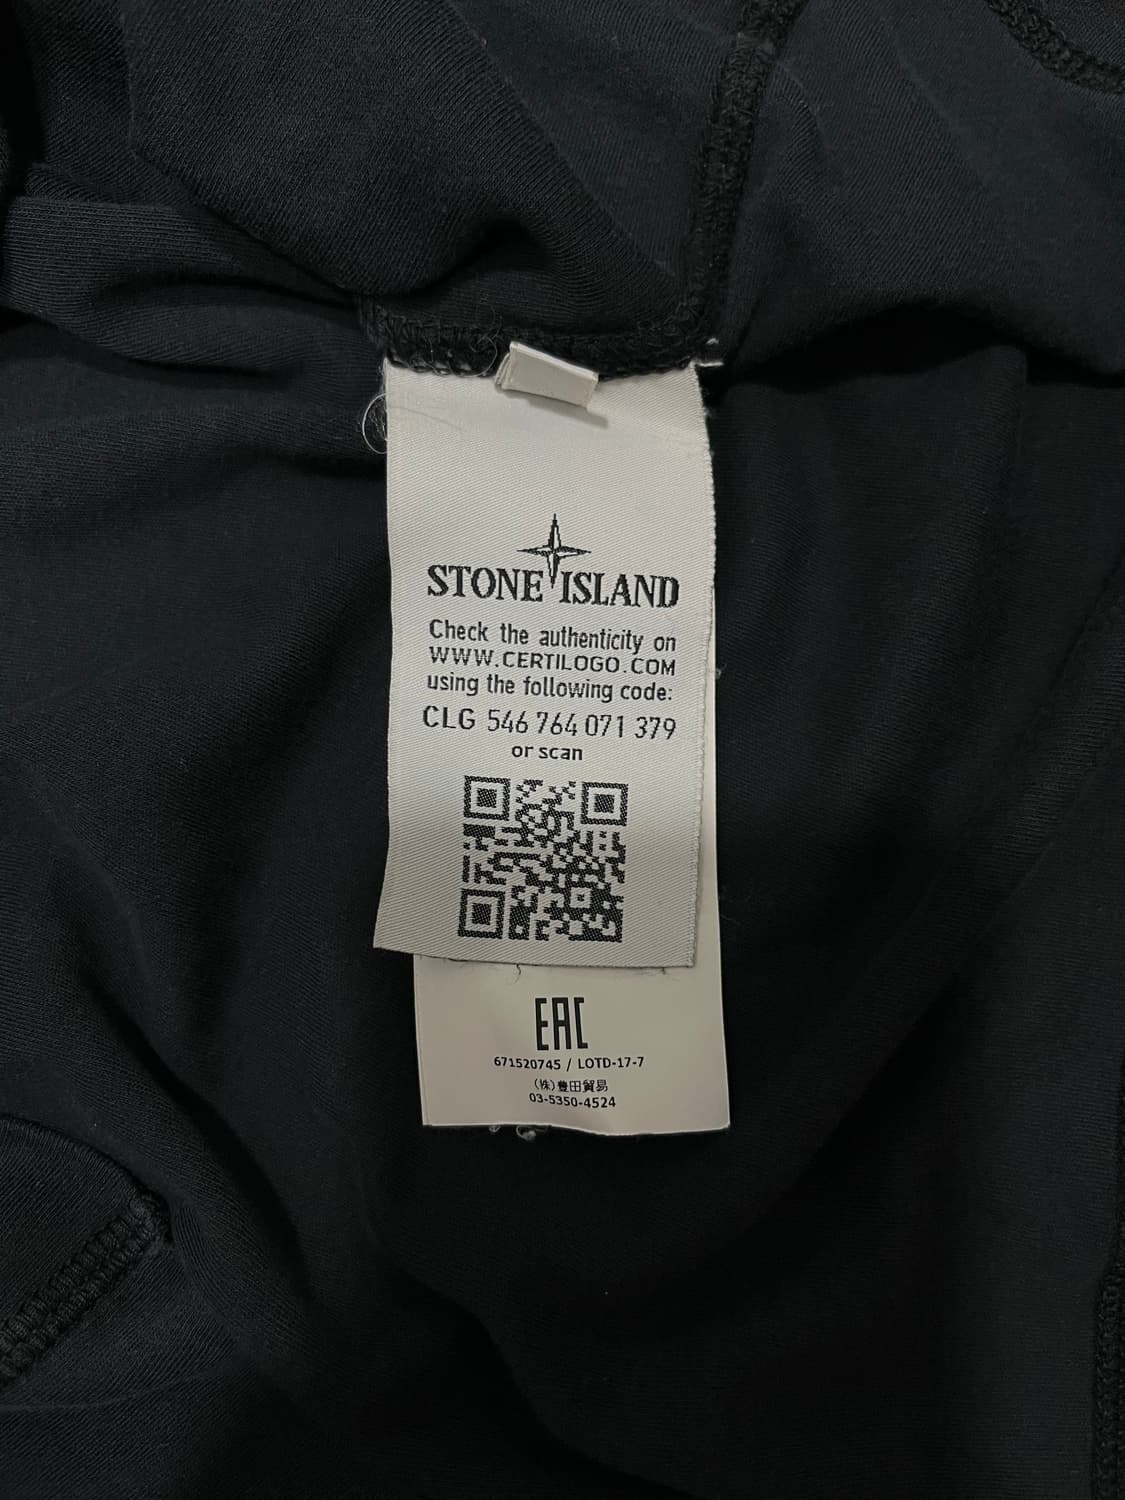 STONE ISLAND
Check the authenticity on
WWW.CERTILOGO.COM
using the following code:
CLG 546 764 071 379
or scan
EAC
671520745 / LOTD-17-7
(株)豊田貿易
03-5350-4524